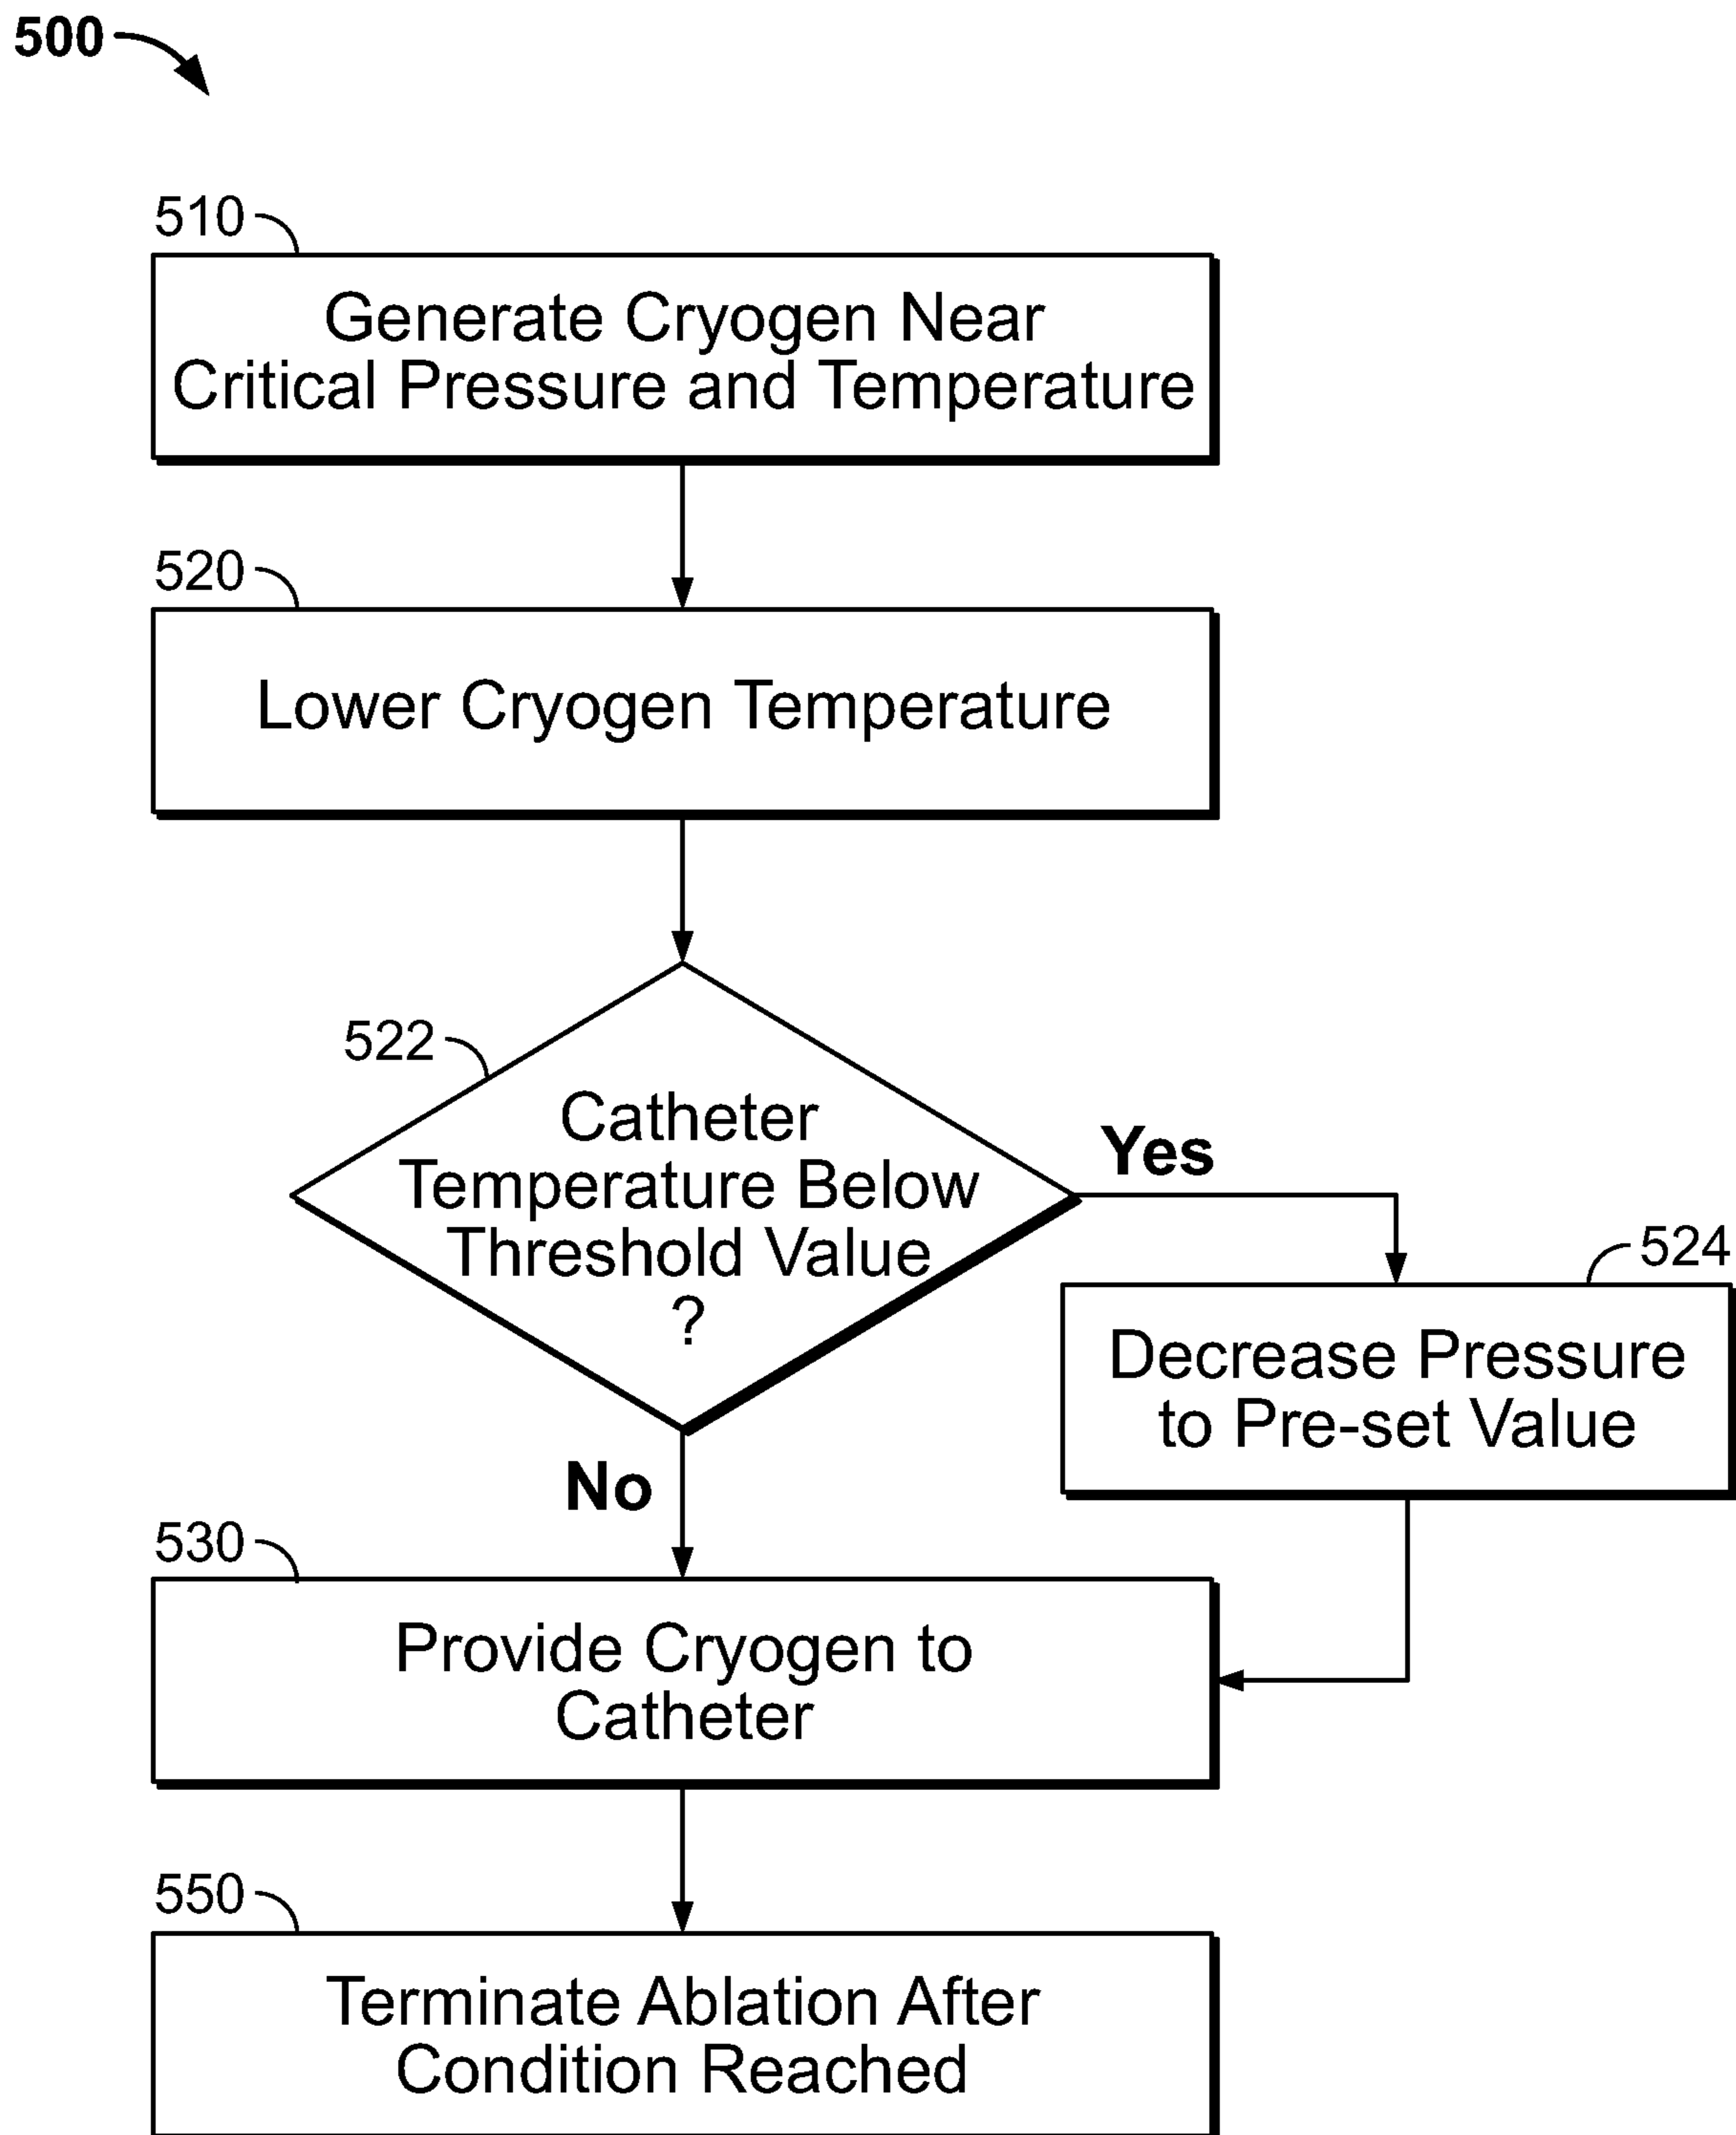 500
510
Generate Cryogen Near
Critical Pressure and Temperature
520
Lower Cryogen Temperature
522
Catheter
Temperature Below
Threshold Value
?
Yes
524
Decrease Pressure
to Pre-set Value
No
530
Provide Cryogen to
Catheter
550
Terminate Ablation After
Condition Reached